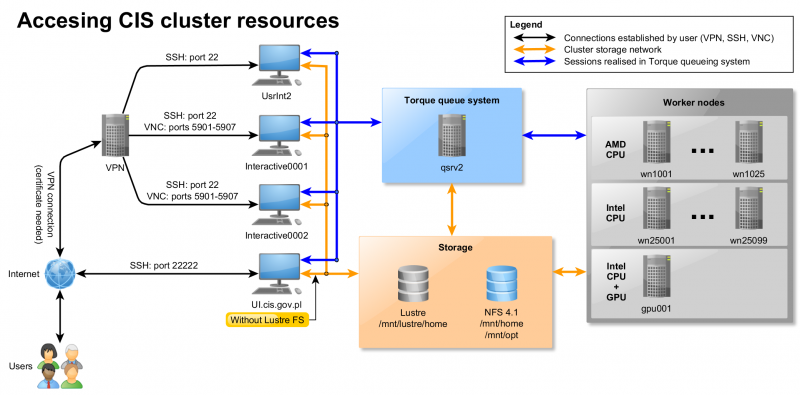 Accesing CIS cluster resources
Legend
Connections established by user (VPN, SSH, VNC)
Cluster storage network
Sessions realised in Torque queueing system
SSH: port 22
UsrInt2
SSH: port 22
VNC: ports 5901-5907
Interactive0001
VPN
SSH: port 22
VNC: ports 5901-5907
Interactive0002
VPN connection
(certificate needed)
Internet
SSH: port 22222
UI.cis.gov.pl
Without Lustre FS
Users
Torque queue system
qsrv2
Storage
Lustre
/mnt/lustre/home
NFS 4.1
/mnt/home
/mnt/opt
Worker nodes
AMD
CPU
wn1001
...
wn1025
Intel
CPU
wn25001
...
wn25099
Intel
CPU
+
GPU
gpu001